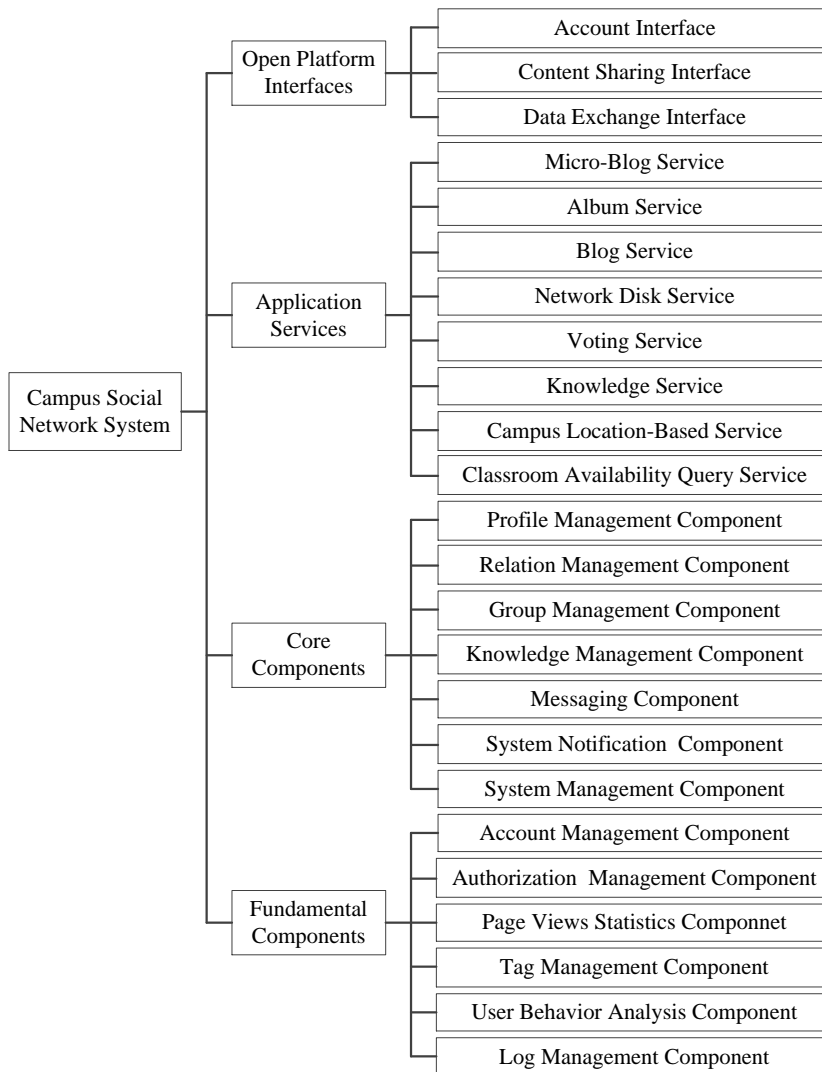 Campus Social
Network System
Open Platform
Interfaces
Account Interface
Content Sharing Interface
Data Exchange Interface
Application
Services
Micro-Blog Service
Album Service
Blog Service
Network Disk Service
Voting Service
Knowledge Service
Campus Location-Based Service
Classroom Availability Query Service
Core
Components
Profile Management Component
Relation Management Component
Group Management Component
Knowledge Management Component
Messaging Component
System Notification  Component
System Management Component
Fundamental
Components
Account Management Component
Authorization  Management Component
Page Views Statistics Componnet
Tag Management Component
User Behavior Analysis Component
Log Management Component